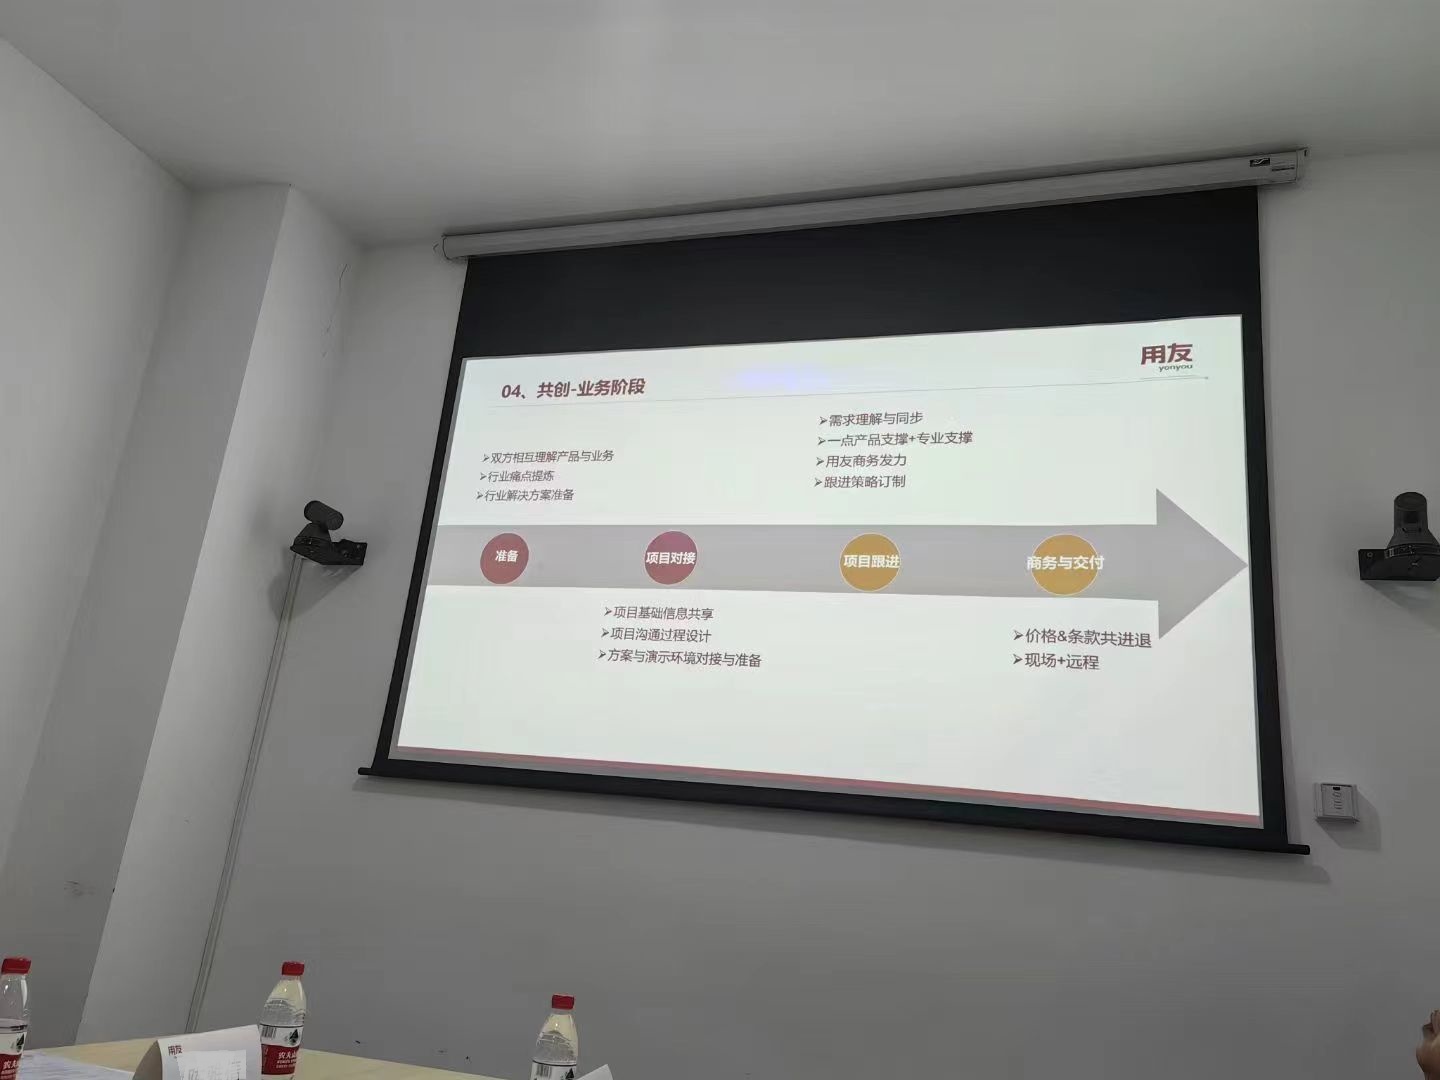 用友
yonyou
04、共创-业务阶段
➢双方相互理解产品与业务
➢行业痛点提炼
➢行业解决方案准备
➢需求理解与同步
➢一点产品支撑+专业支撑
➢用友商务发力
➢跟进策略订制
准备
项目对接
项目跟进
商务与交付
➢项目基础信息共享
➢项目沟通过程设计
➢方案与演示环境对接与准备
➢价格&条款共进退
➢现场+远程
用友